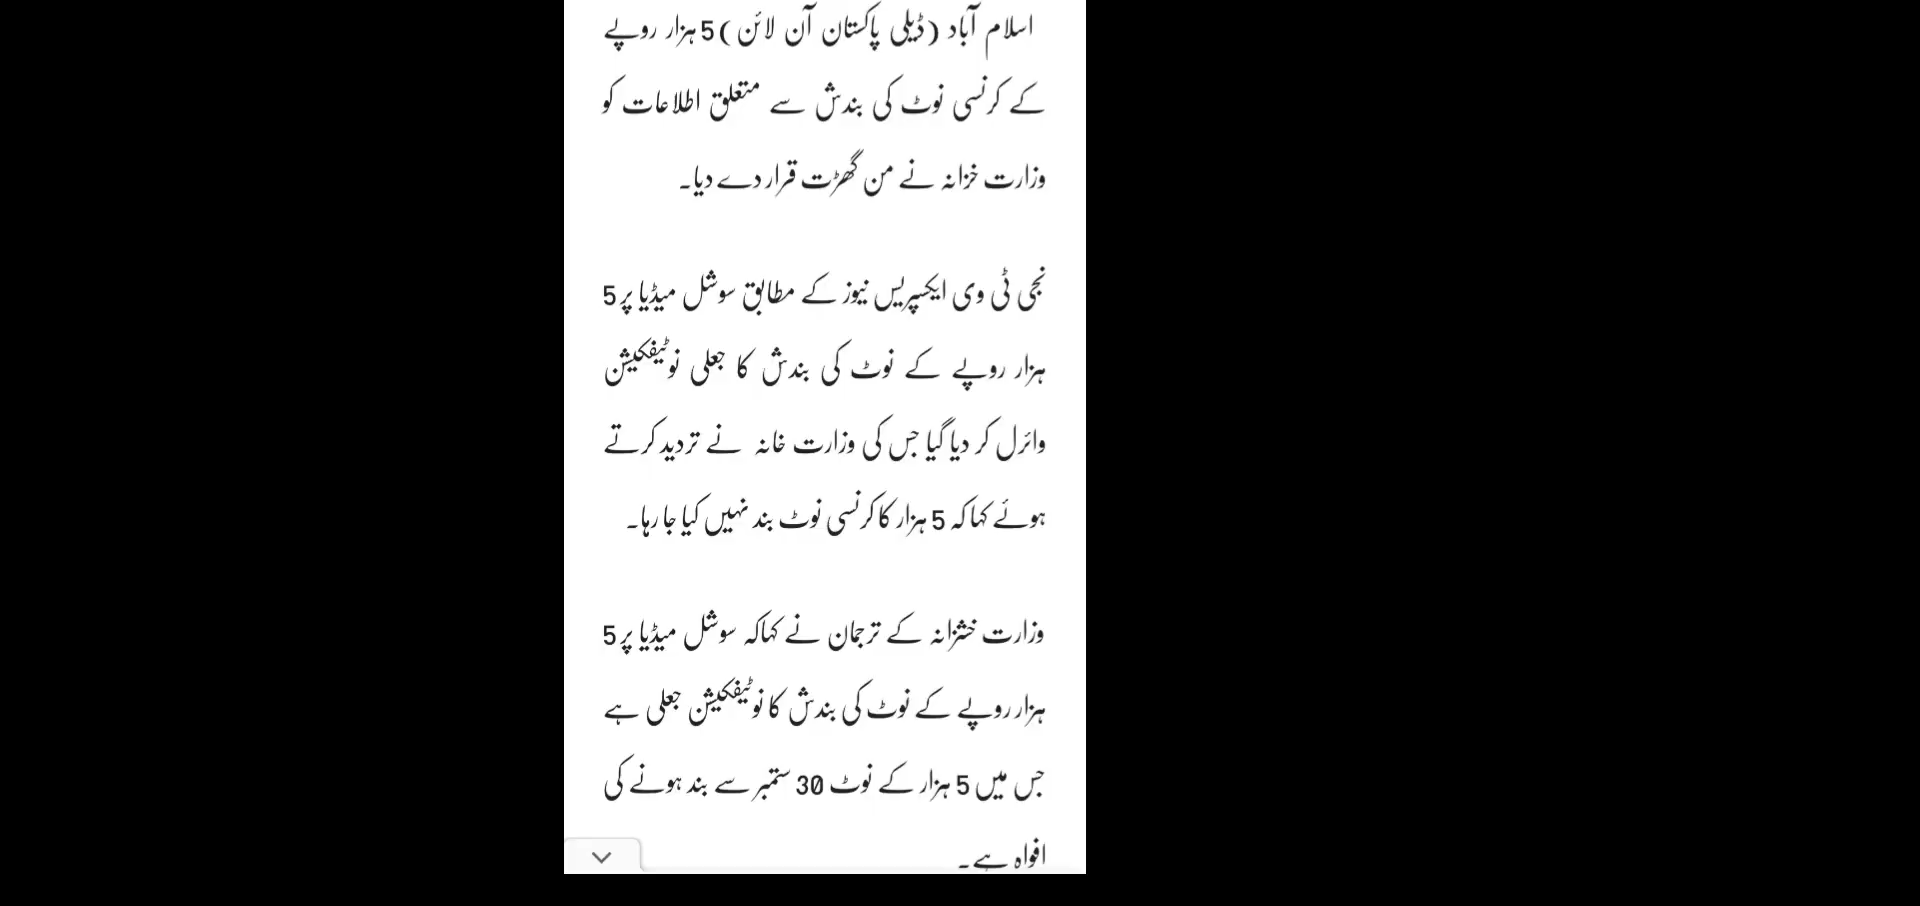 اسلام آباد (ڈیلی پاکستان آن لائن) 5 ہزار روپے
کے کرنسی نوٹ کی بندش سے متعلق اطلاعات کو
وزارت خزانہ نے من گھڑت قرار دے دیا۔
نجی ٹی وی ایکسپریس نیوز کے مطابق سوشل میڈیا پر 5
ہزار روپے کے نوٹ کی بندش کا جعلی نوٹیفکیشن
وائرل کر دیا گیا جس کی وزارت خانہ نے تردید کرتے
ہوئے کہا کہ 5 ہزار کا کرنسی نوٹ بند نہیں کیا جا رہا۔
وزارت خشزانہ کے ترجمان نے کہاکہ سوشل میڈیا پر 5
ہزار روپے کے نوٹ کی بندش کا نوٹیفکیشن جعلی ہے
جس میں 5 ہزار کے نوٹ 30 ستمبر سے بند ہونے کی
افواہ ہے۔